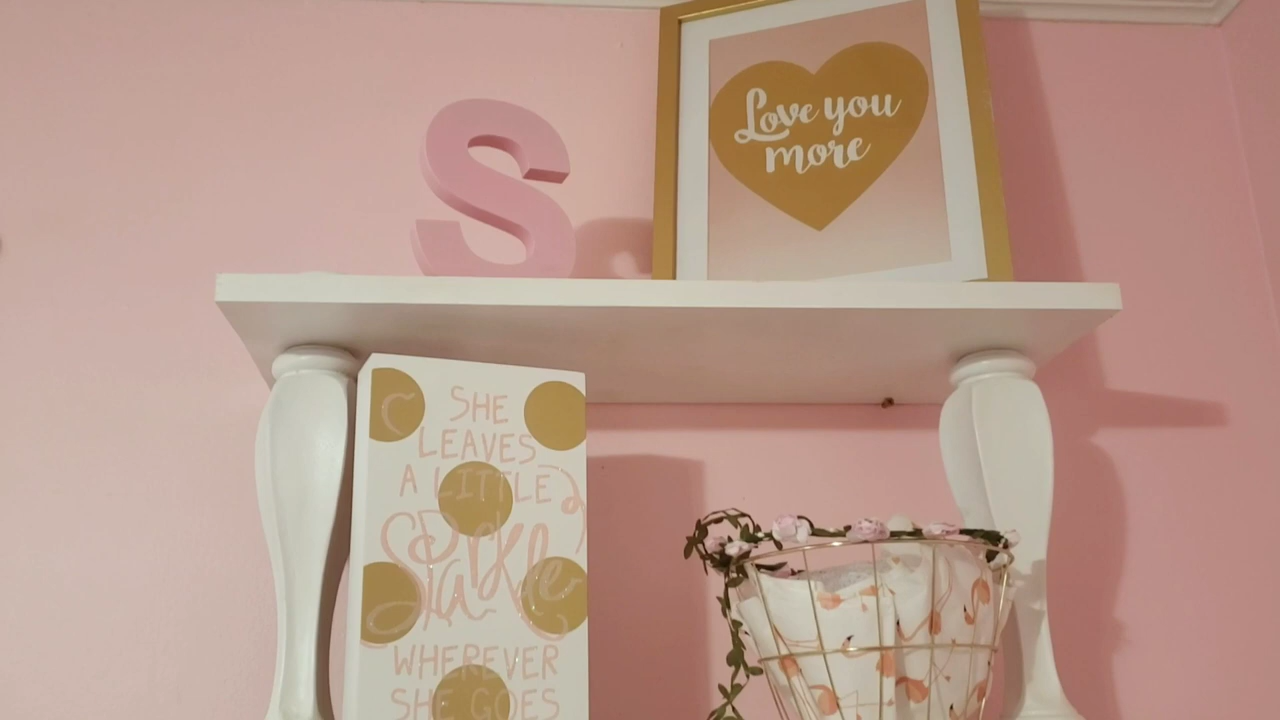 S
Love you
more
SHE
LEAVES
A LITTLE
Sparkle
WHEREVER
SHE GOES